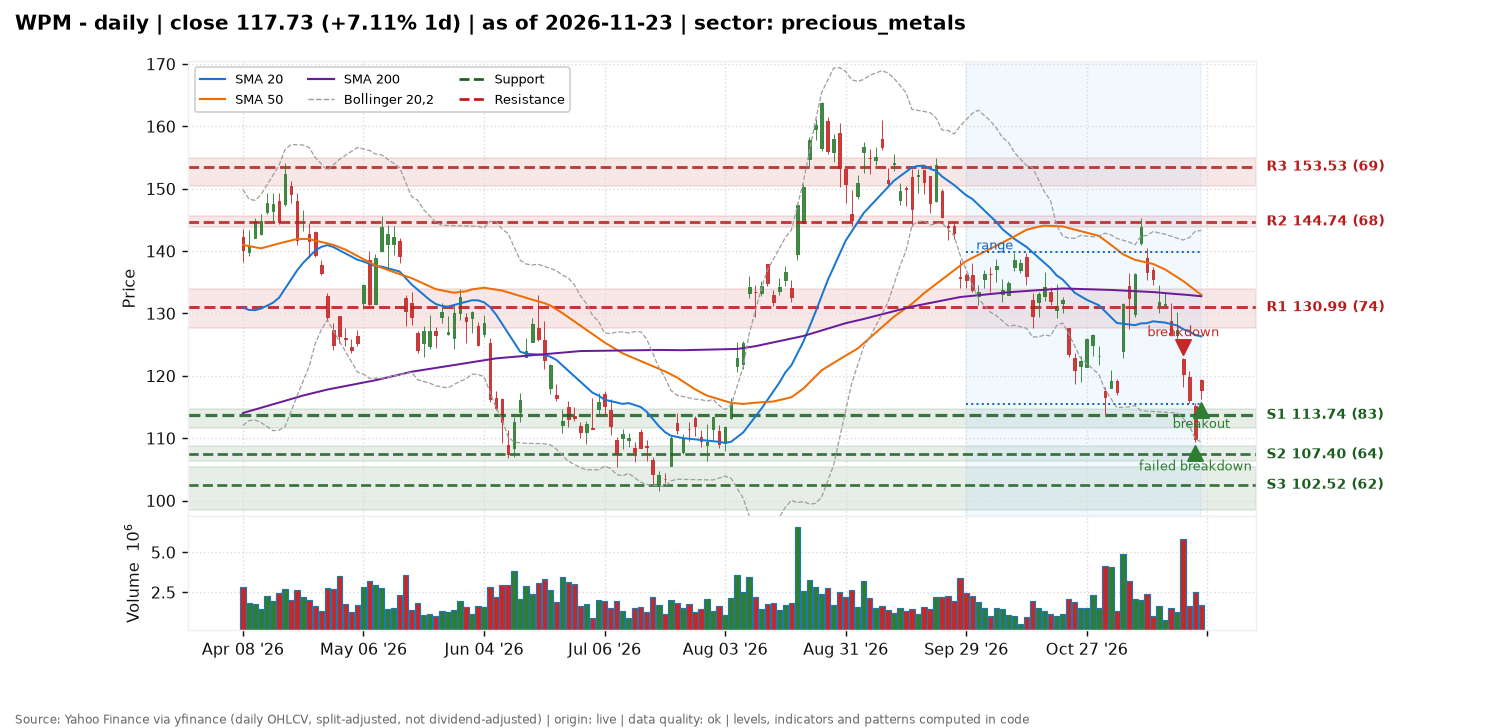 WPM - daily | close 117.73 (+7.11% 1d) | as of 2026-11-23 | sector: precious_metals
SMA 20
SMA 50
SMA 200
Bollinger 20,2
Support
Resistance
Price
170
160
150
140
130
120
110
100
R3 153.53 (69)
R2 144.74 (68)
R1 130.99 (74)
S1 113.74 (83)
S2 107.40 (64)
S3 102.52 (62)
range
breakdown
breakout
failed breakdown
Volume 10⁶
5.0
2.5
Apr 08 '26
May 06 '26
Jun 04 '26
Jul 06 '26
Aug 03 '26
Aug 31 '26
Sep 29 '26
Oct 27 '26
Source: Yahoo Finance via yfinance (daily OHLCV, split-adjusted, not dividend-adjusted) | origin: live | data quality: ok | levels, indicators and patterns computed in code